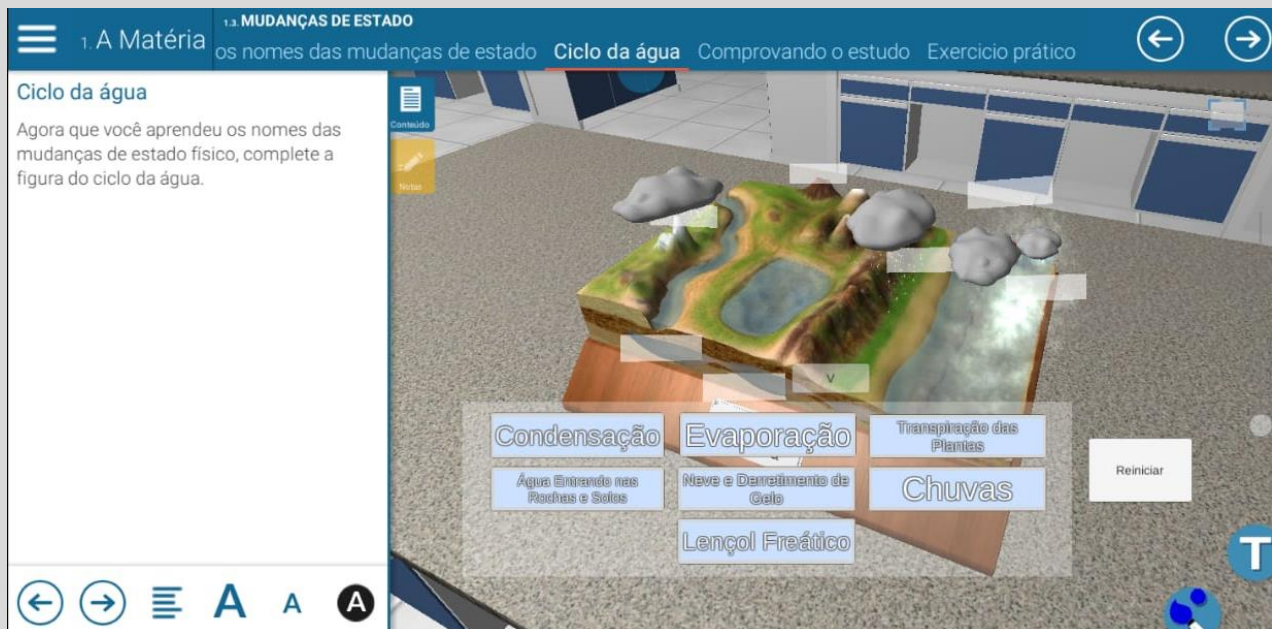 1. A Matéria
1.3. MUDANÇAS DE ESTADO
os nomes das mudanças de estado Ciclo da água Comprovando o estudo Exercicio prático
Ciclo da água
Agora que você aprendeu os nomes das
mudanças de estado físico, complete a
figura do ciclo da água.
Conteúdo
Notas
v
Condensação
Evaporação
Transpiração das
Plantas
Água Entrando nas
Rochas e Solos
Neve e Derretimento de
Gelo
Chuvas
Lençol Freático
Reiniciar
T
A A A